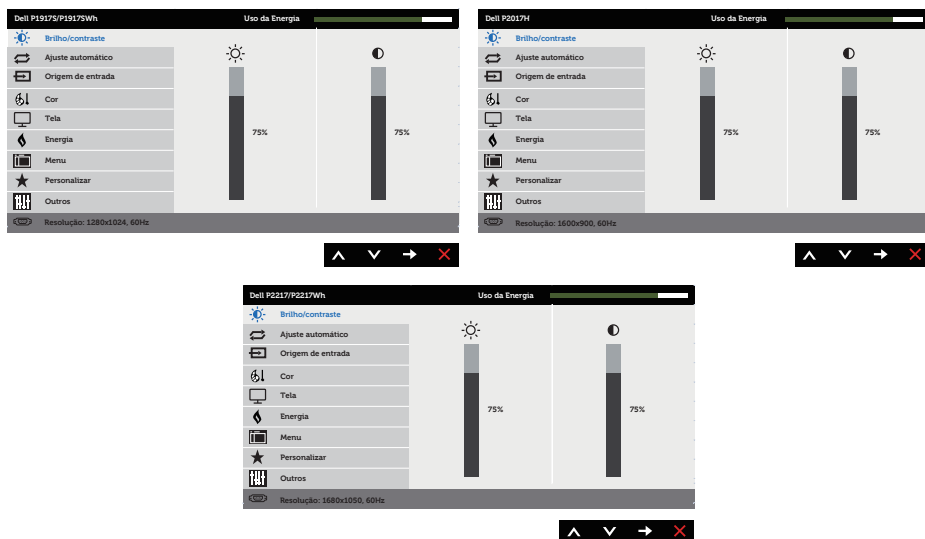 Dell P1917S/P1917SWh Uso da Energia
Brilho/contraste
Ajuste automático
Origem de entrada
Cor
Tela
75% 75%
Energia
Menu
Personalizar
Outros
Resolução: 1280x1024, 60Hz
Dell P2017H Uso da Energia
Brilho/contraste
Ajuste automático
Origem de entrada
Cor
Tela
75% 75%
Energia
Menu
Personalizar
Outros
Resolução: 1600x900, 60Hz
Dell P2217/P2217Wh Uso da Energia
Brilho/contraste
Ajuste automático
Origem de entrada
Cor
Tela
75% 75%
Energia
Menu
Personalizar
Outros
Resolução: 1680x1050, 60Hz